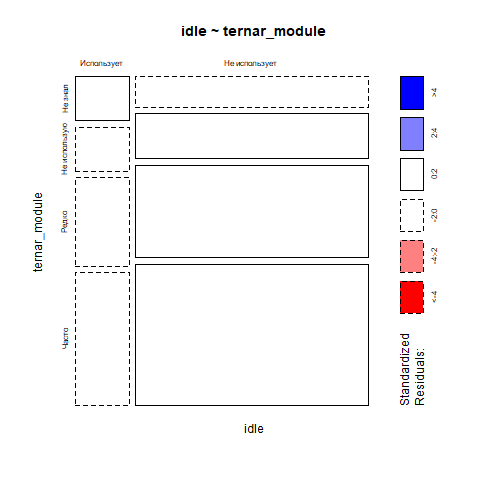 idle ~ ternar_module
Использует
Не использует
Не знал
Не использую
Редко
Часто
ternar_module
idle
>4
2:4
0:2
-2:0
-4:-2
<-4
Standardized
Residuals: